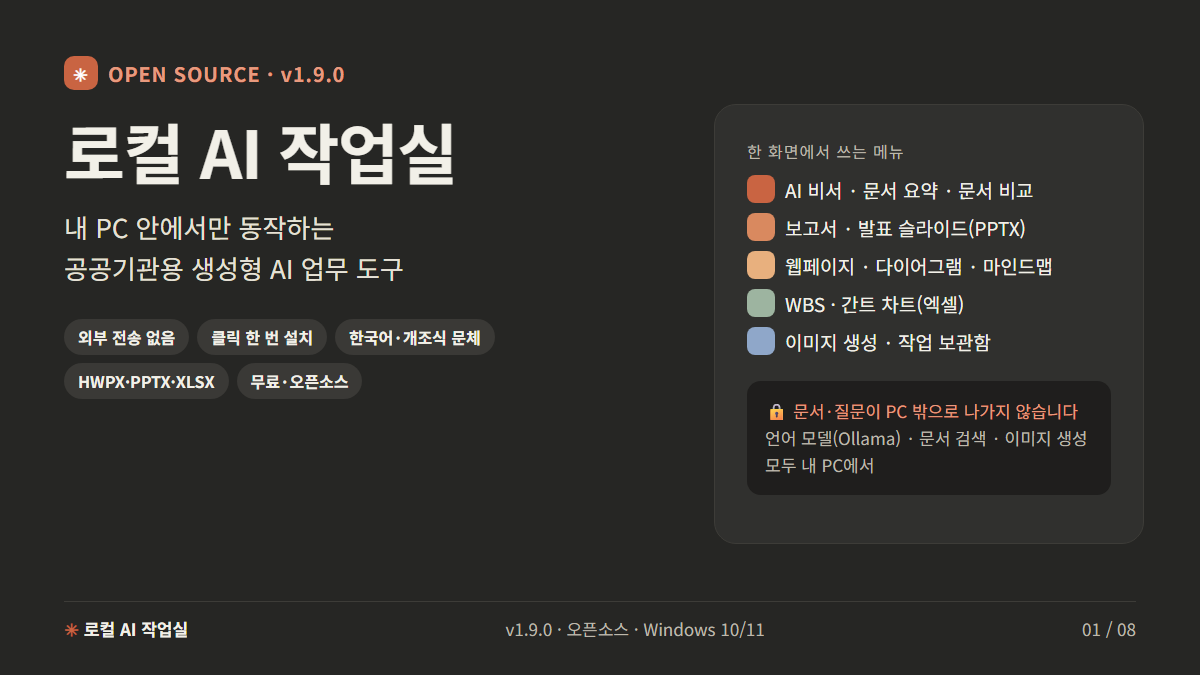 OPEN SOURCE · v1.9.0
로컬 AI 작업실
내 PC 안에서만 동작하는
공공기관용 생성형 AI 업무 도구
외부 전송 없음
클릭 한 번 설치
한국어·개조식 문체
HWPX·PPTX·XLSX
무료·오픈소스
한 화면에서 쓰는 메뉴
AI 비서 · 문서 요약 · 문서 비교
보고서 · 발표 슬라이드(PPTX)
웹페이지 · 다이어그램 · 마인드맵
WBS · 간트 차트(엑셀)
이미지 생성 · 작업 보관함
🔒 문서·질문이 PC 밖으로 나가지 않습니다
언어 모델(Ollama) · 문서 검색 · 이미지 생성
모두 내 PC에서
로컬 AI 작업실
v1.9.0 · 오픈소스 · Windows 10/11
01 / 08